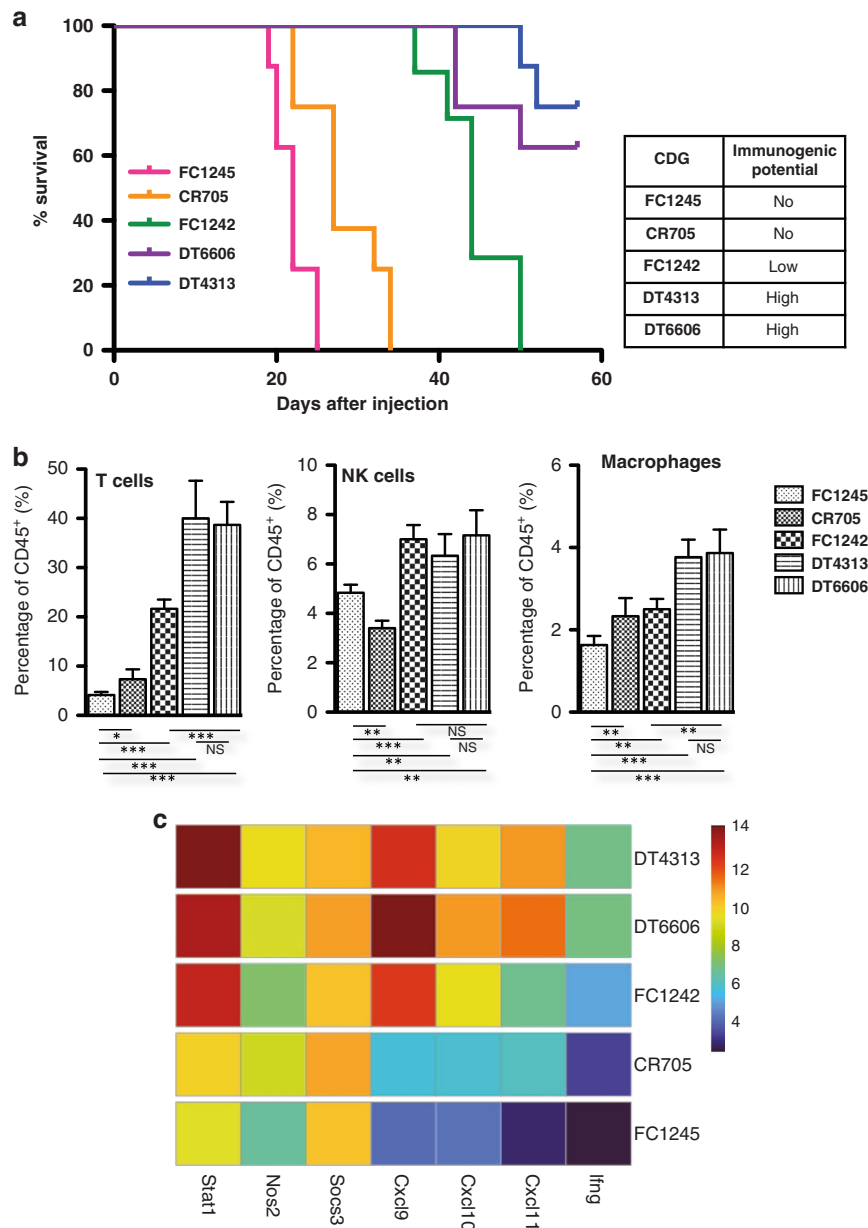 a
% survival
100
80
60
40
20
0
FC1245
CR705
FC1242
DT6606
DT4313
0 20 40 60
Days after injection
CDG Immunogenic potential
FC1245 No
CR705 No
FC1242 Low
DT4313 High
DT6606 High
b
T cells
Percentage of CD45+ (%)
50
40
30
20
10
0
* ***
*** NS
***
***
NK cells
Percentage of CD45+ (%)
10
8
6
4
2
0
** NS
*** NS
**
**
Macrophages
Percentage of CD45+ (%)
6
4
2
0
** **
** NS
***
***
FC1245
CR705
FC1242
DT4313
DT6606
c
DT4313
DT6606
FC1242
CR705
FC1245
Stat1 Nos2 Socs3 Cxcl9 Cxcl10 Cxcl11 Ifng
14
12
10
8
6
4